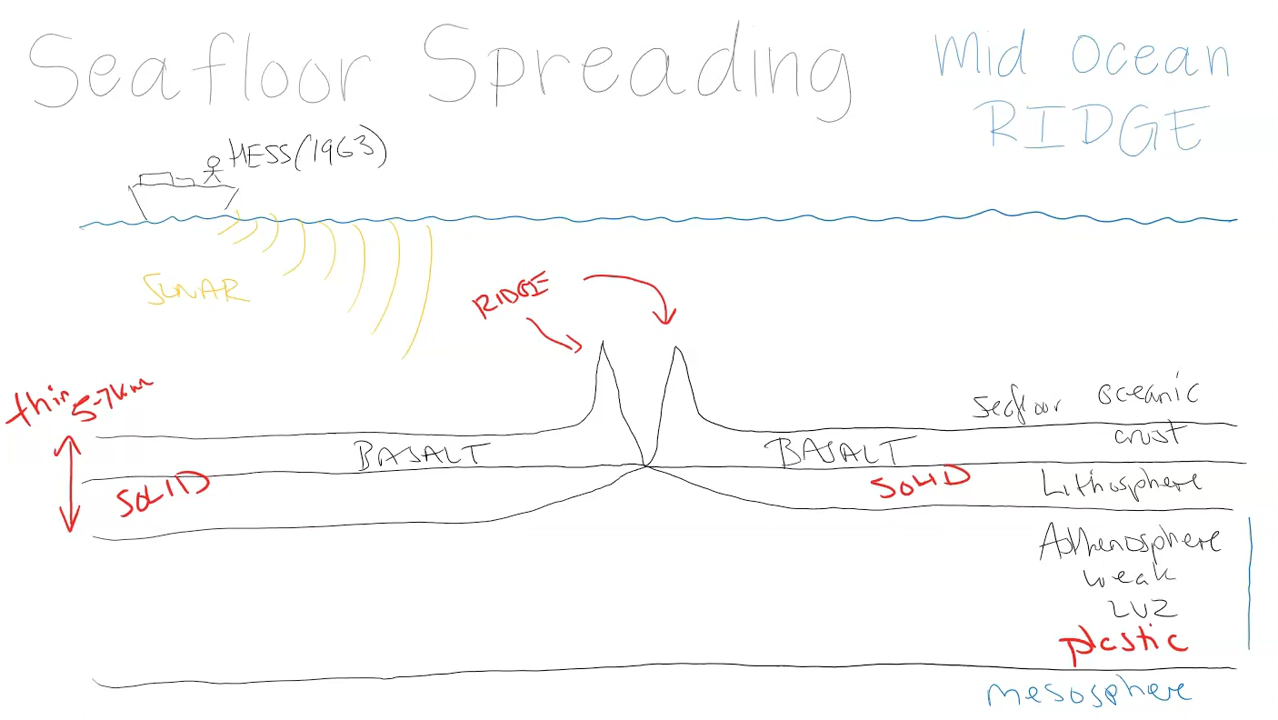 Seafloor Spreading
Mid Ocean
RIDGE
HESS (1963)
SONAR
RIDGE
thin
5-7km
Seafloor oceanic
crust
BASALT
BASALT
SOLID
SOLID
Lithosphere
Asthenosphere
weak
LVZ
plastic
mesosphere